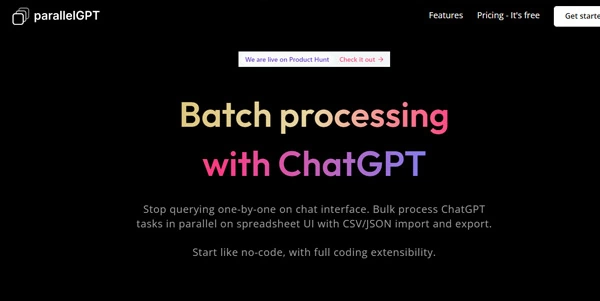 parallelGPT
Features
Pricing - It's free
We are live on Product Hunt
Check it out →
Batch processing
with ChatGPT
Stop querying one-by-one on chat interface. Bulk process ChatGPT
tasks in parallel on spreadsheet UI with CSV/JSON import and export.
Start like no-code, with full coding extensibility.